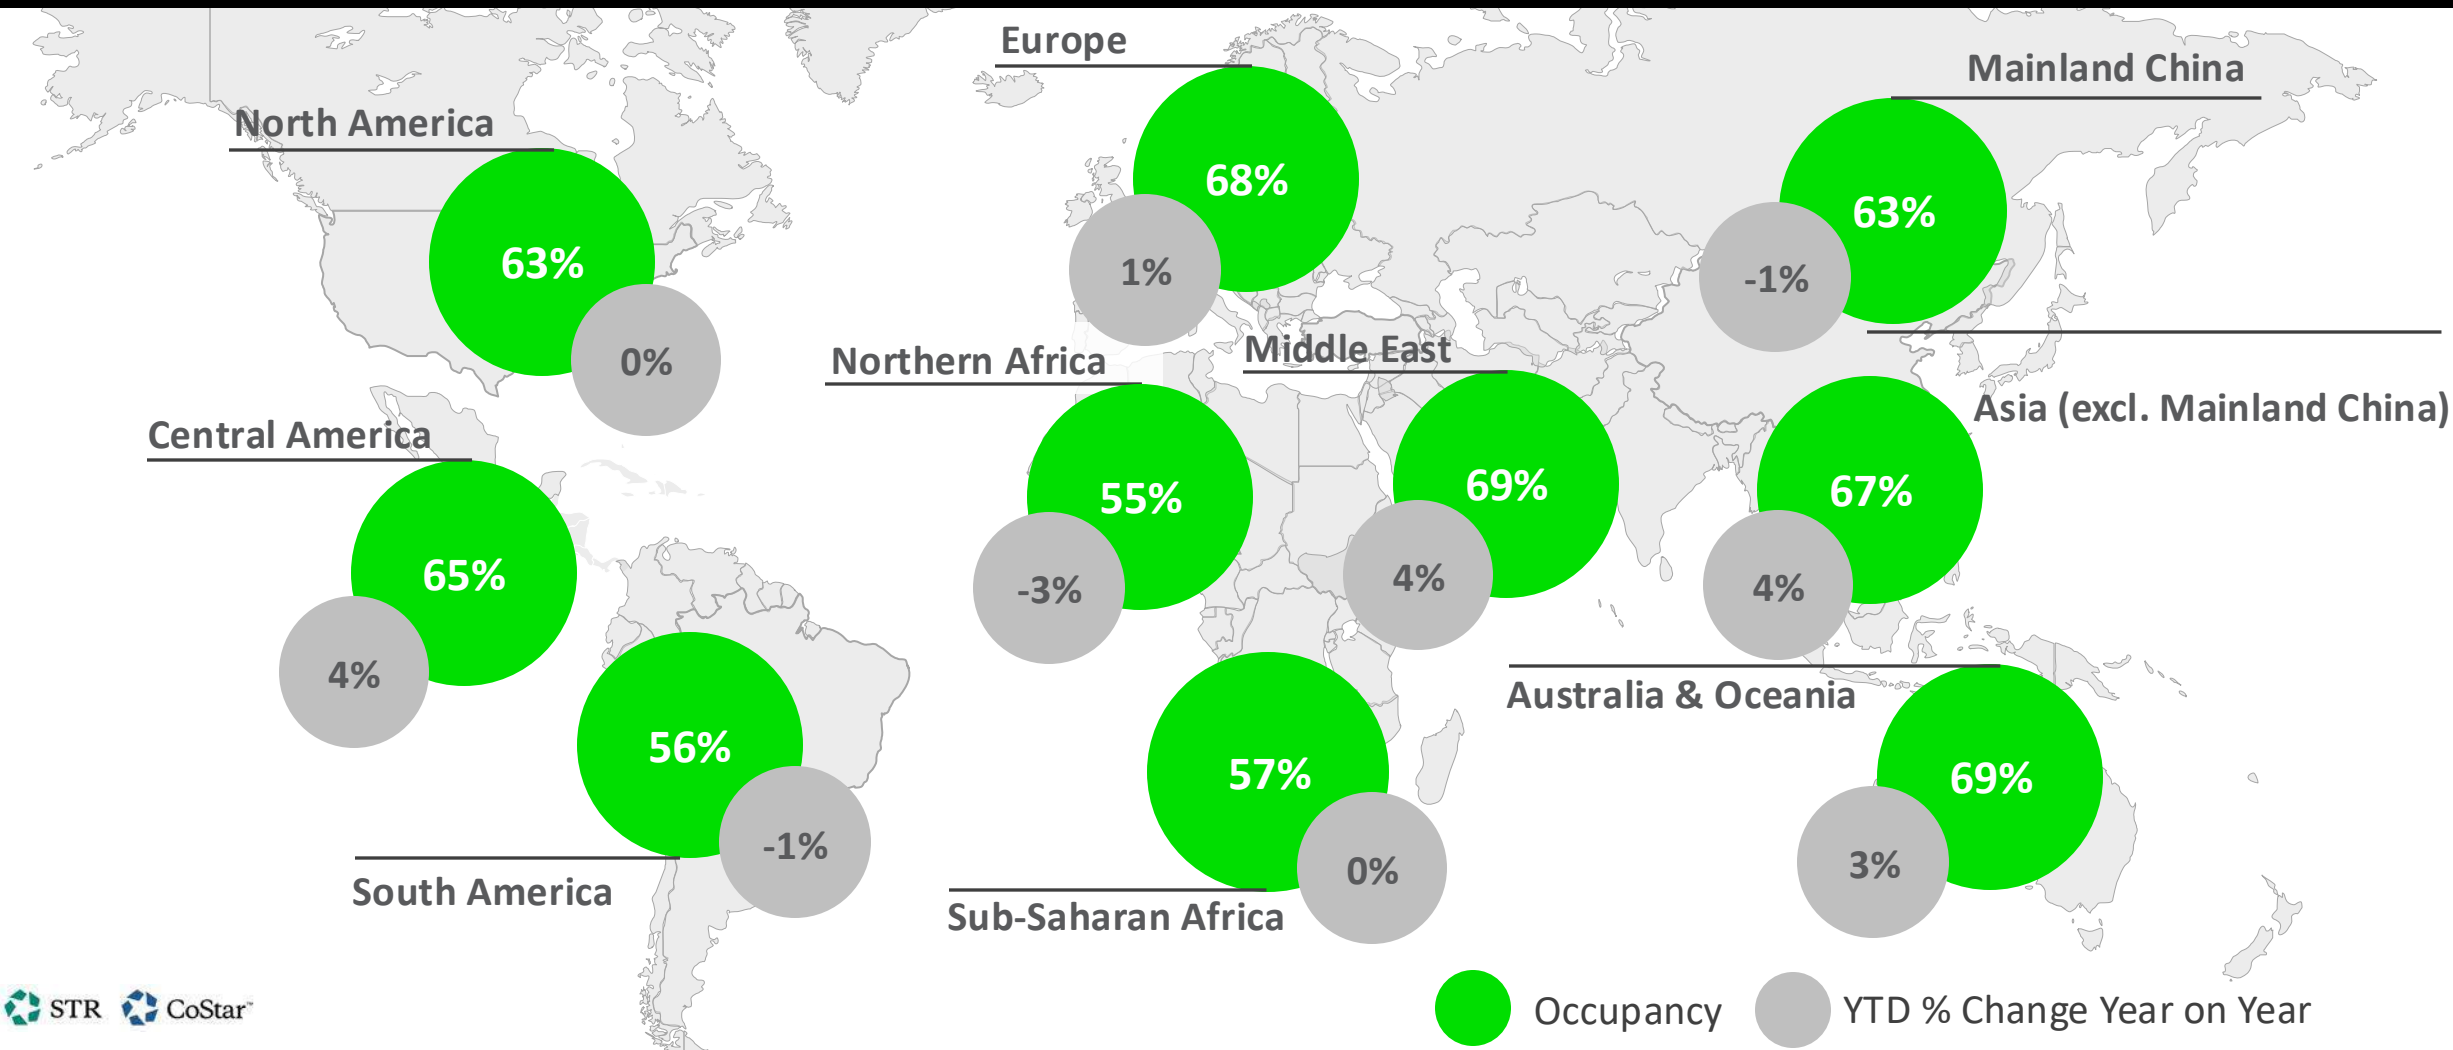 Europe
68%
1%
Mainland China
63%
-1%
North America
63%
0%
Northern Africa
55%
-3%
Middle East
69%
4%
Asia (excl. Mainland China)
67%
4%
Central America
65%
4%
56%
-1%
South America
57%
0%
Sub-Saharan Africa
Australia & Oceania
69%
3%
STR
CoStar™
Occupancy
YTD % Change Year on Year